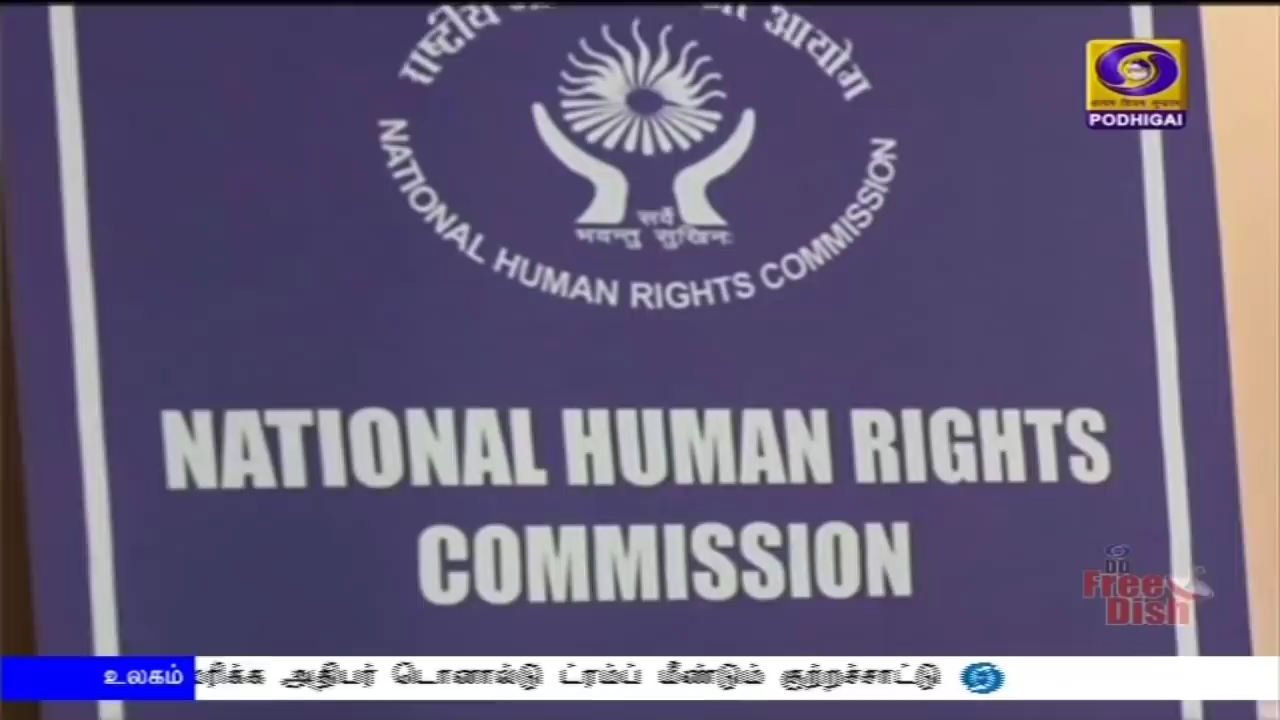 राष्ट्रीय आयोग
NATIONAL HUMAN RIGHTS COMMISSION
सर्वे
भवन्तु सुखिनः
PODHIGAI
NATIONAL HUMAN RIGHTS
COMMISSION
DD
Free
Dish
உலகம் அதிபர் டொனால்டு ட்ரம்ப் மீண்டும் குற்றச்சாட்டு